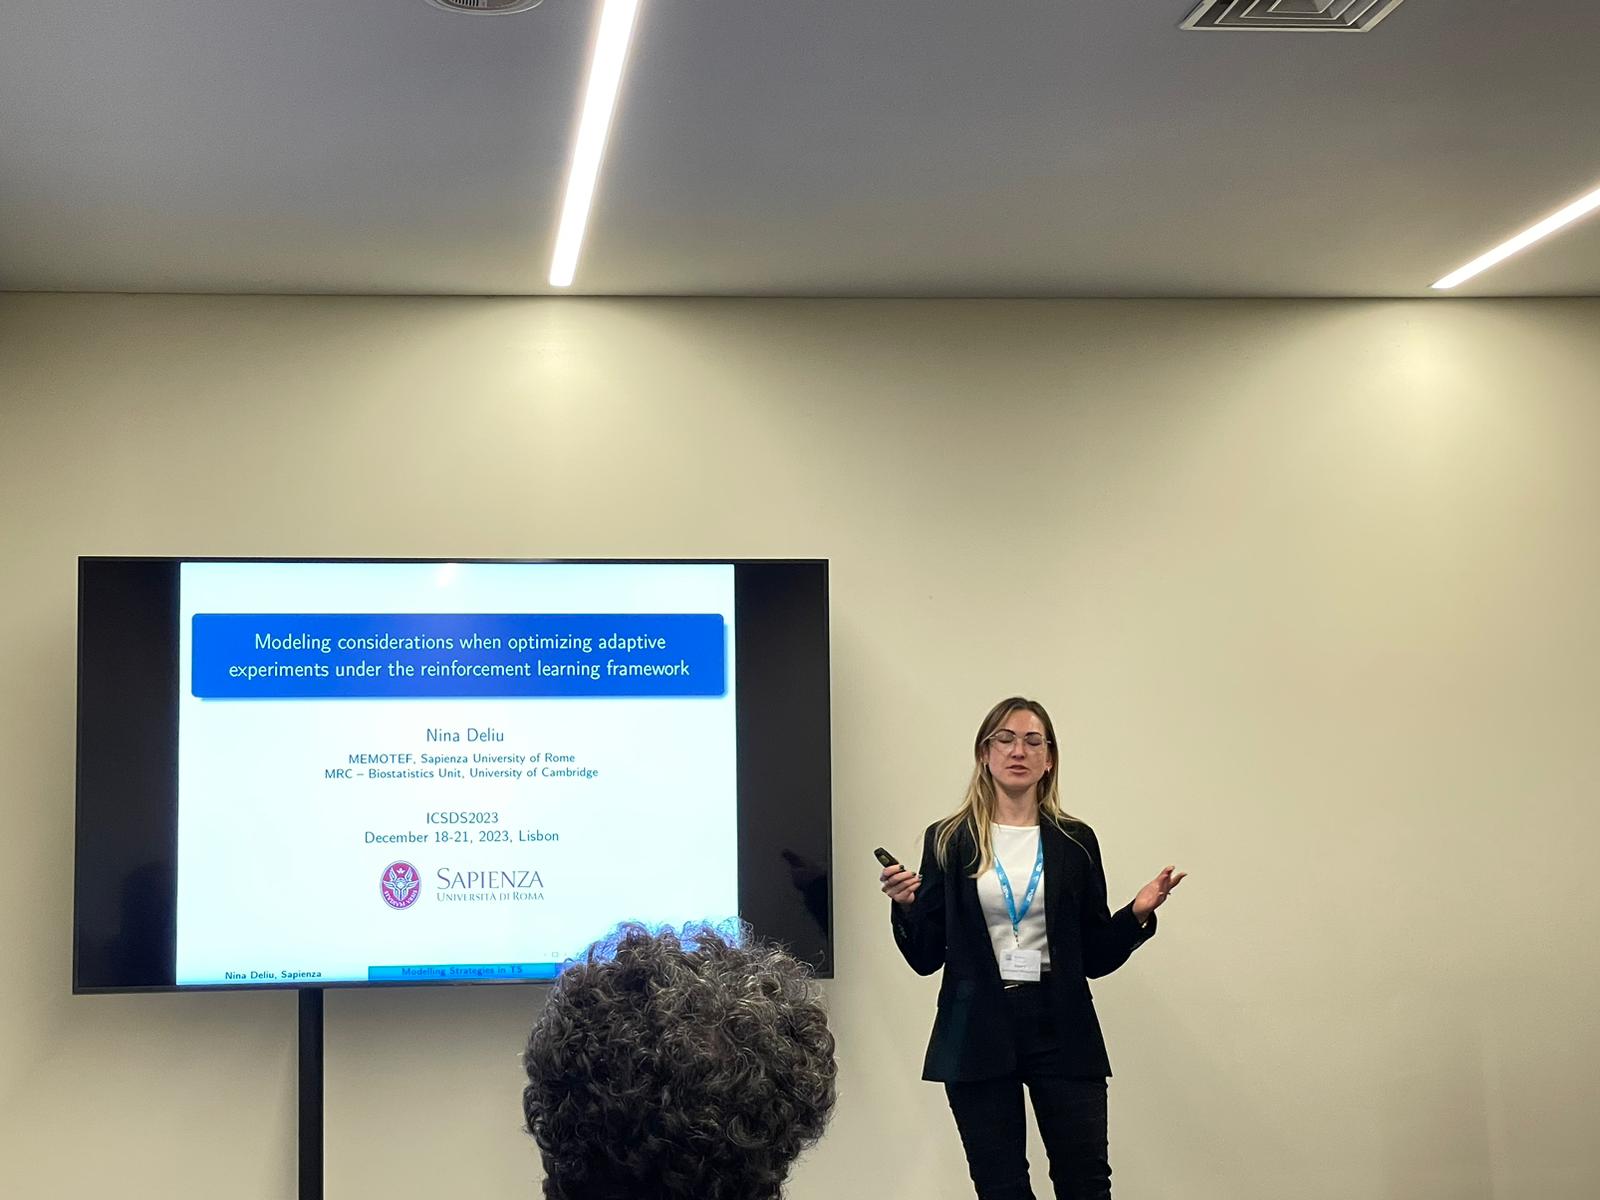 Modeling considerations when optimizing adaptive
experiments under the reinforcement learning framework
Nina Deliu
MEMOTEF, Sapienza University of Rome
MRC – Biostatistics Unit, University of Cambridge
ICSDS2023
December 18-21, 2023, Lisbon
SAPIENZA
UNIVERSITÀ DI ROMA
Nina Deliu, Sapienza
Modelling Strategies in TS